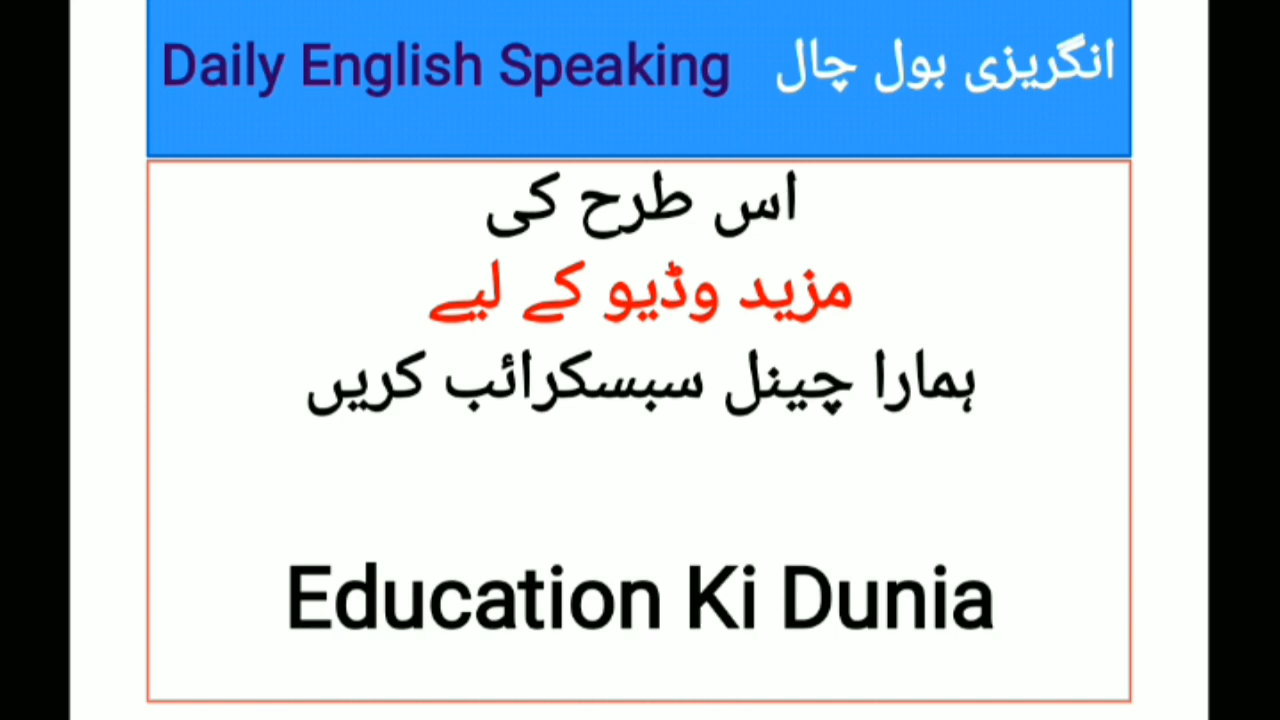 Daily English Speaking انگریزی بول چال
اس طرح کی
مزید وڈیو کے لیے
ہمارا چینل سبسکرائب کریں
Education Ki Dunia